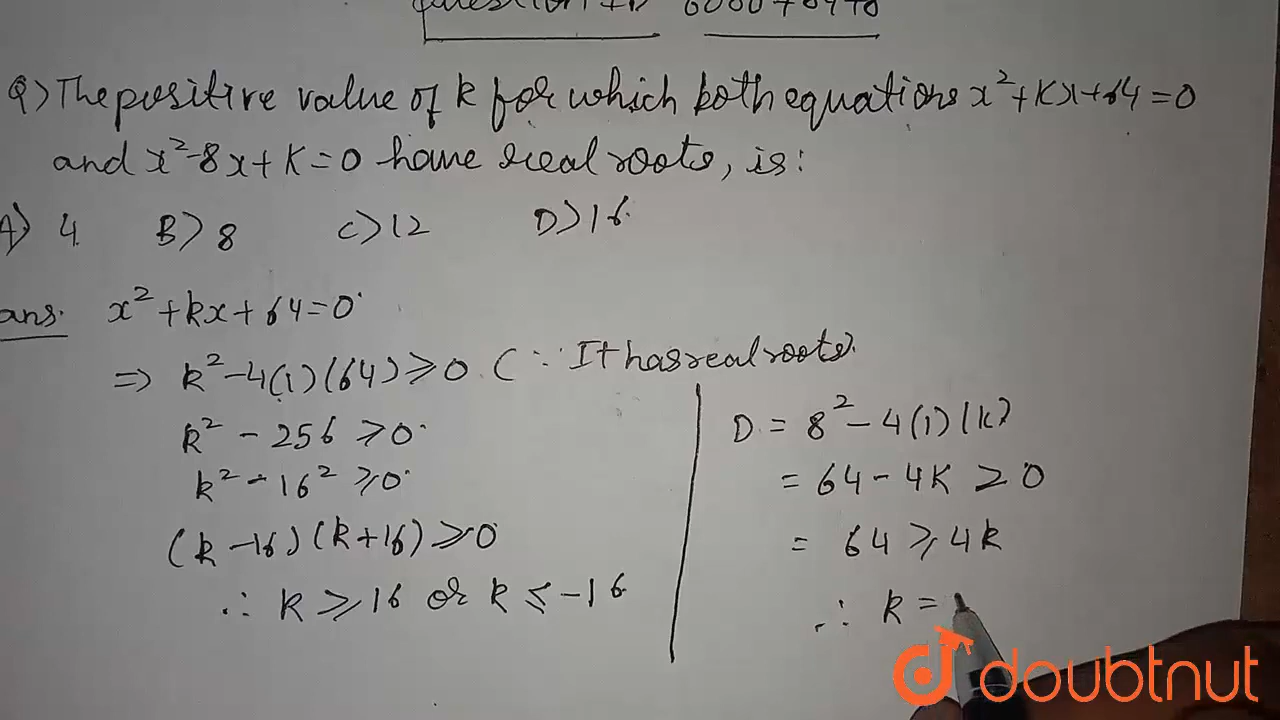 Q>The positive value of k for which both equations x²+Kx+64=0
and x²-8x+K=0 have real roots, is:
A> 4 B> 8 C>12 D>16.
ans. x²+kx+64=0
=> k²-4(1)(64)≥0 (∵ It has real roots).
k²-256≥0
k²-16²≥0
(k-16)(k+16)≥0
∴ k≥16 or k≤-16
D = 8²-4(1)(k)
= 64-4K ≥ 0
= 64 ≥ 4k
∴ k =
doubtnut